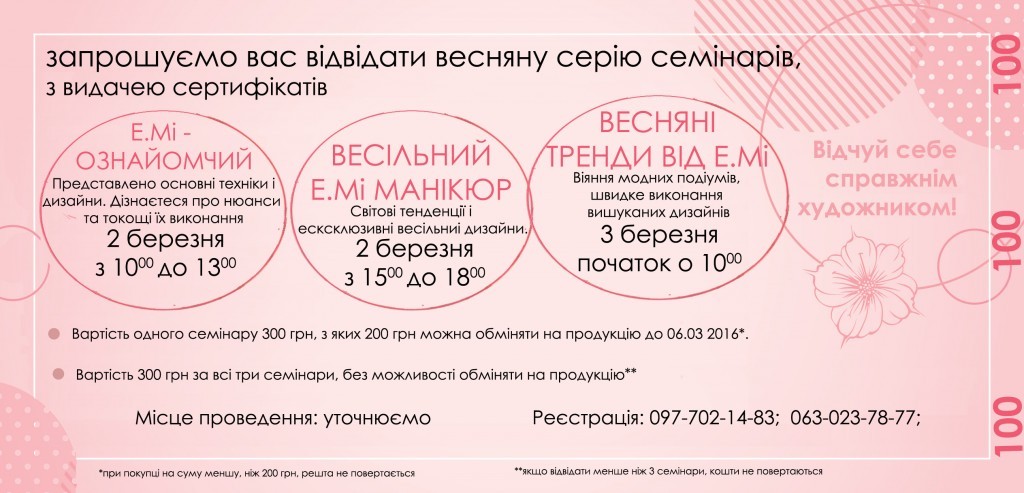 запрошуємо вас відвідати весняну серію семінарів,
з видачею сертифікатів
Е.Мі -
ОЗНАЙОМЧИЙ
Представлено основні техніки і
дизайни. Дізнаєтеся про нюанси
та токощі їх виконання
2 березня
з 10⁰⁰ до 13⁰⁰
ВЕСІЛЬНИЙ
Е.Мі МАНІКЮР
Світові тенденції і
есксклюзивні весільниі дизайни.
2 березня
з 15⁰⁰ до 18⁰⁰
ВЕСНЯНІ
ТРЕНДИ ВІД Е.Мі
Віяння модних подіумів,
швидке виконання
вишуканих дизайнів
3 березня
початок о 10⁰⁰
Відчуй себе
справжнім
художником!
100
100
100
Вартість одного семінару 300 грн, з яких 200 грн можна обміняти на продукцію до 06.03 2016*.
Вартість 300 грн за всі три семінари, без можливості обміняти на продукцію**
Місце проведення: уточнюємо
Реєстрація: 097-702-14-83; 063-023-78-77;
*при покупці на суму меншу, ніж 200 грн, решта не повертається
**якщо відвідати менше ніж 3 семінари, кошти не повертаються